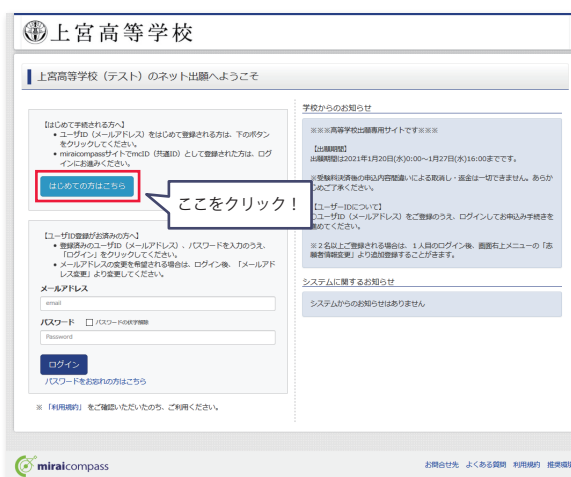 上宮高等学校
上宮高等学校（テスト）のネット出願へようこそ
【はじめて手続される方へ】
• ユーザID（メールアドレス）をはじめて登録される方は、下のボタン
をクリックしてください。
• miraicompassサイトでmcID（共通ID）として登録された方は、ログ
インにお進みください。
はじめての方はこちら
ここをクリック！
【ユーザID登録がお済みの方へ】
• 登録済みのユーザID（メールアドレス）、パスワードを入力のうえ、
「ログイン」をクリックしてください。
• メールアドレスの変更を希望される場合は、ログイン後、「メールアド
レス変更」より変更してください。
メールアドレス
email
パスワード □ パスワードの伏字解除
Password
ログイン
パスワードをお忘れの方はこちら
※ 「利用規約」 をご確認いただいたのち、ご利用ください。
学校からのお知らせ
※※※高等学校出願専用サイトです※※※
【出願期間】
出願期間は2021年1月20日(水)0:00～1月27日(水)16:00までです。
※受験料決済後の申込内容間違いによる取消し・返金は一切できません。あらか
じめご了承ください。
【ユーザーIDについて】
ユーザーID（メールアドレス）をご登録のうえ、ログインしてお申込み手続きを
進めてください。
※２名以上ご登録される場合は、１人目のログイン後、画面右上メニューの「志
願者情報変更」より追加登録することができます。
システムに関するお知らせ
システムからのお知らせはありません
miraicompass
お問合せ先 よくある質問 利用規約 推奨環境